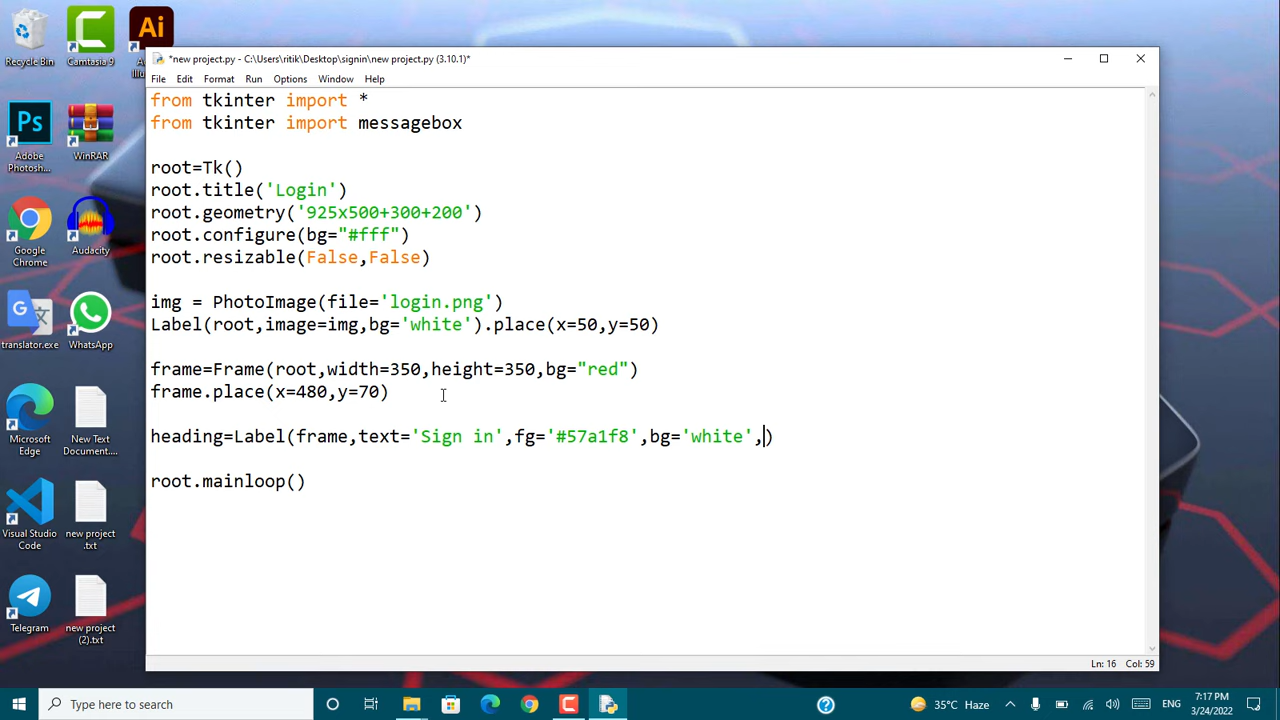 Recycle Bin
Camtasia 9
Ai
Adobe
Photosh...
WinRAR
Google
Chrome
Audacity
translator.exe
WhatsApp
Microsoft
Edge
New Text
Document....
Visual Studio
Code
new project
.txt
Telegram
new project
(2).txt
Ps
*new project.py - C:\Users\ritik\Desktop\signin\new project.py (3.10.1)*
File Edit Format Run Options Window Help
from tkinter import *
from tkinter import messagebox
root=Tk()
root.title('Login')
root.geometry('925x500+300+200')
root.configure(bg="#fff")
root.resizable(False,False)
img = PhotoImage(file='login.png')
Label(root,image=img,bg='white').place(x=50,y=50)
frame=Frame(root,width=350,height=350,bg="red")
frame.place(x=480,y=70)
heading=Label(frame,text='Sign in',fg='#57a1f8',bg='white',)
root.mainloop()
Ln: 16 Col: 59
Type here to search
35°C Haze
ENG
7:17 PM
3/24/2022